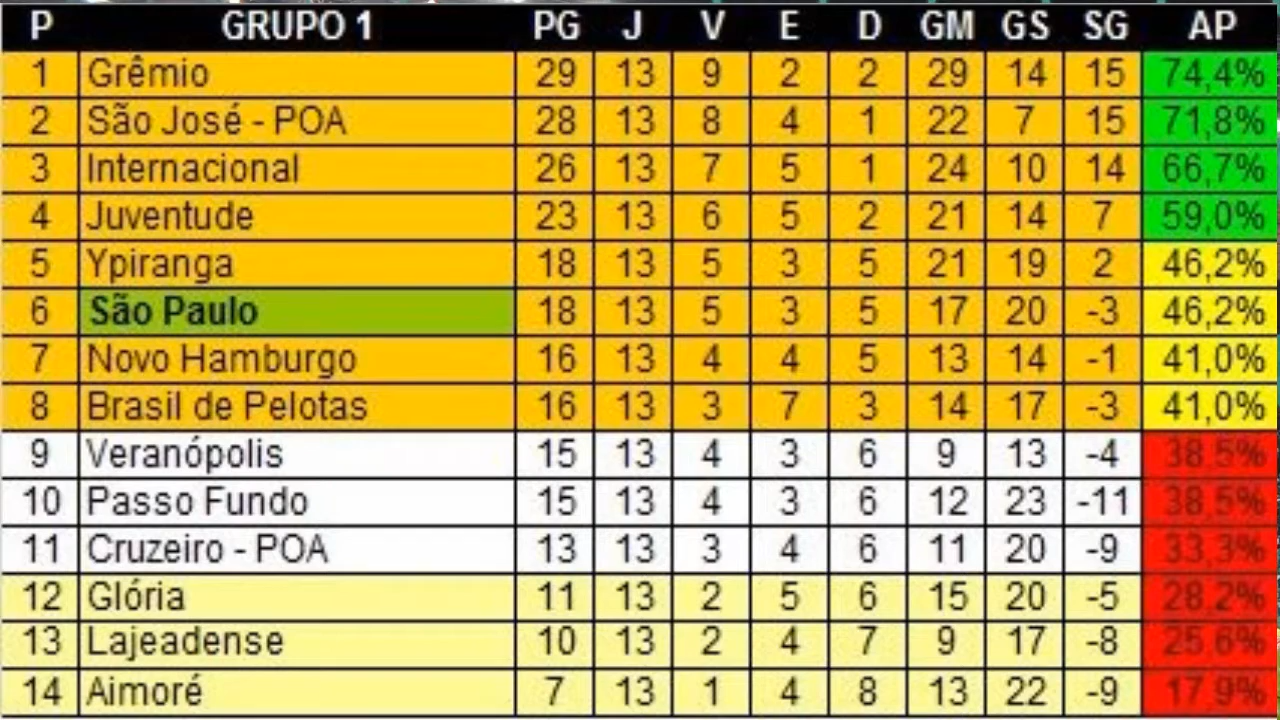 P GRUPO 1 PG J V E D GM GS SG AP
1 Grêmio 29 13 9 2 2 29 14 15 74,4%
2 São José - POA 28 13 8 4 1 22 7 15 71,8%
3 Internacional 26 13 7 5 1 24 10 14 66,7%
4 Juventude 23 13 6 5 2 21 14 7 59,0%
5 Ypiranga 18 13 5 3 5 21 19 2 46,2%
6 São Paulo 18 13 5 3 5 17 20 -3 46,2%
7 Novo Hamburgo 16 13 4 4 5 13 14 -1 41,0%
8 Brasil de Pelotas 16 13 3 7 3 14 17 -3 41,0%
9 Veranópolis 15 13 4 3 6 9 13 -4 38,5%
10 Passo Fundo 15 13 4 3 6 12 23 -11 38,5%
11 Cruzeiro - POA 13 13 3 4 6 11 20 -9 33,3%
12 Glória 11 13 2 5 6 15 20 -5 28,2%
13 Lajeadense 10 13 2 4 7 9 17 -8 25,6%
14 Aimoré 7 13 1 4 8 13 22 -9 17,9%